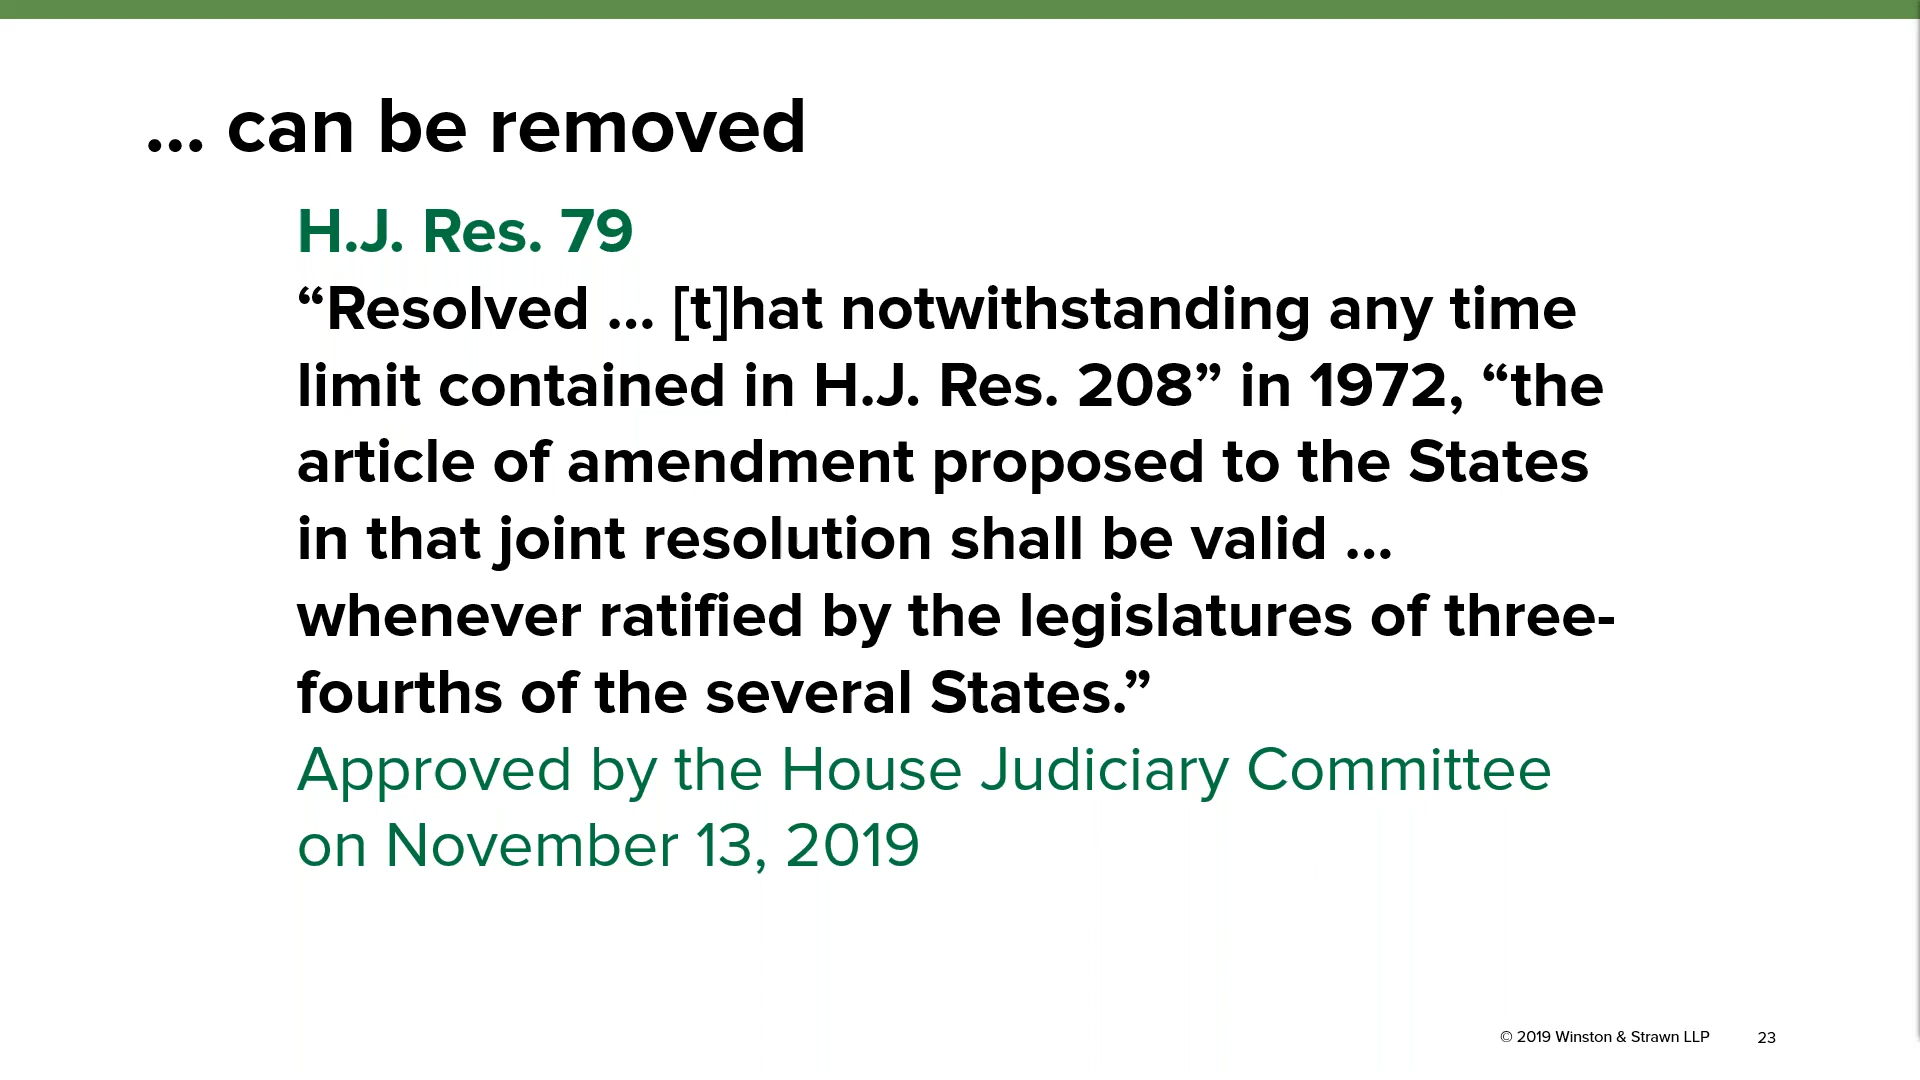 ... can be removed
H.J. Res. 79
“Resolved ... [t]hat notwithstanding any time
limit contained in H.J. Res. 208” in 1972, “the
article of amendment proposed to the States
in that joint resolution shall be valid ...
whenever ratified by the legislatures of three-
fourths of the several States.”
Approved by the House Judiciary Committee
on November 13, 2019
© 2019 Winston & Strawn LLP 23